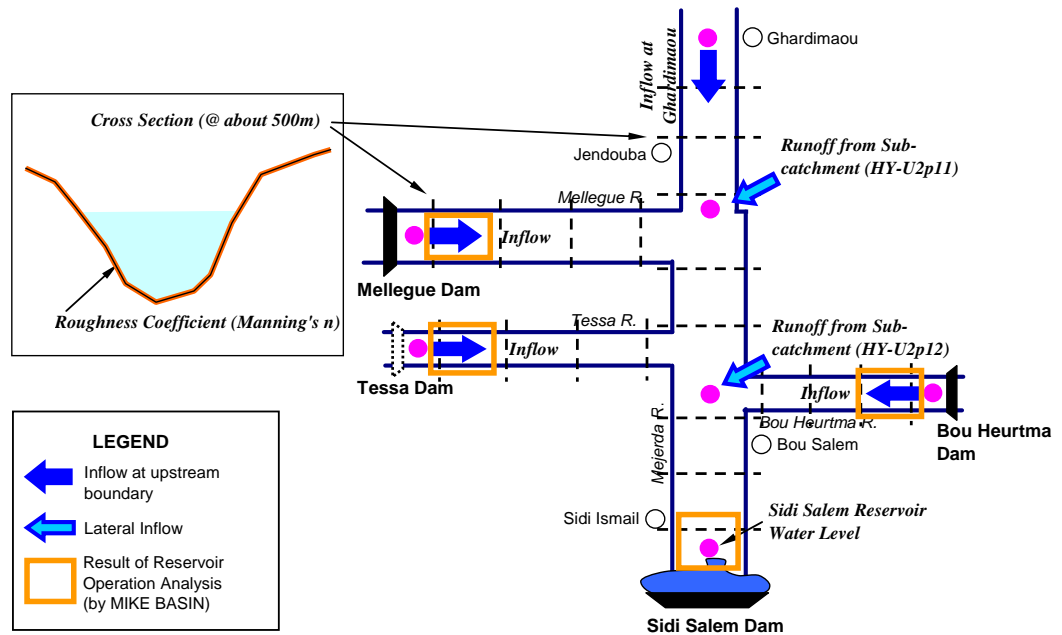 Ghardimaou
Inflow at
Ghardimaou
Cross Section (@ about 500m)
Jendouba
Runoff from Sub-
catchment (HY-U2p11)
Mellegue R.
Inflow
Mellegue Dam
Roughness Coefficient (Manning's n)
Tessa R.
Inflow
Tessa Dam
Runoff from Sub-
catchment (HY-U2p12)
Inflow
Bou Heurtma R.
Bou Heurtma
Dam
Mejerda R.
Bou Salem
Sidi Ismail
Sidi Salem Reservoir
Water Level
Sidi Salem Dam
LEGEND
Inflow at upstream
boundary
Lateral Inflow
Result of Reservoir
Operation Analysis
(by MIKE BASIN)